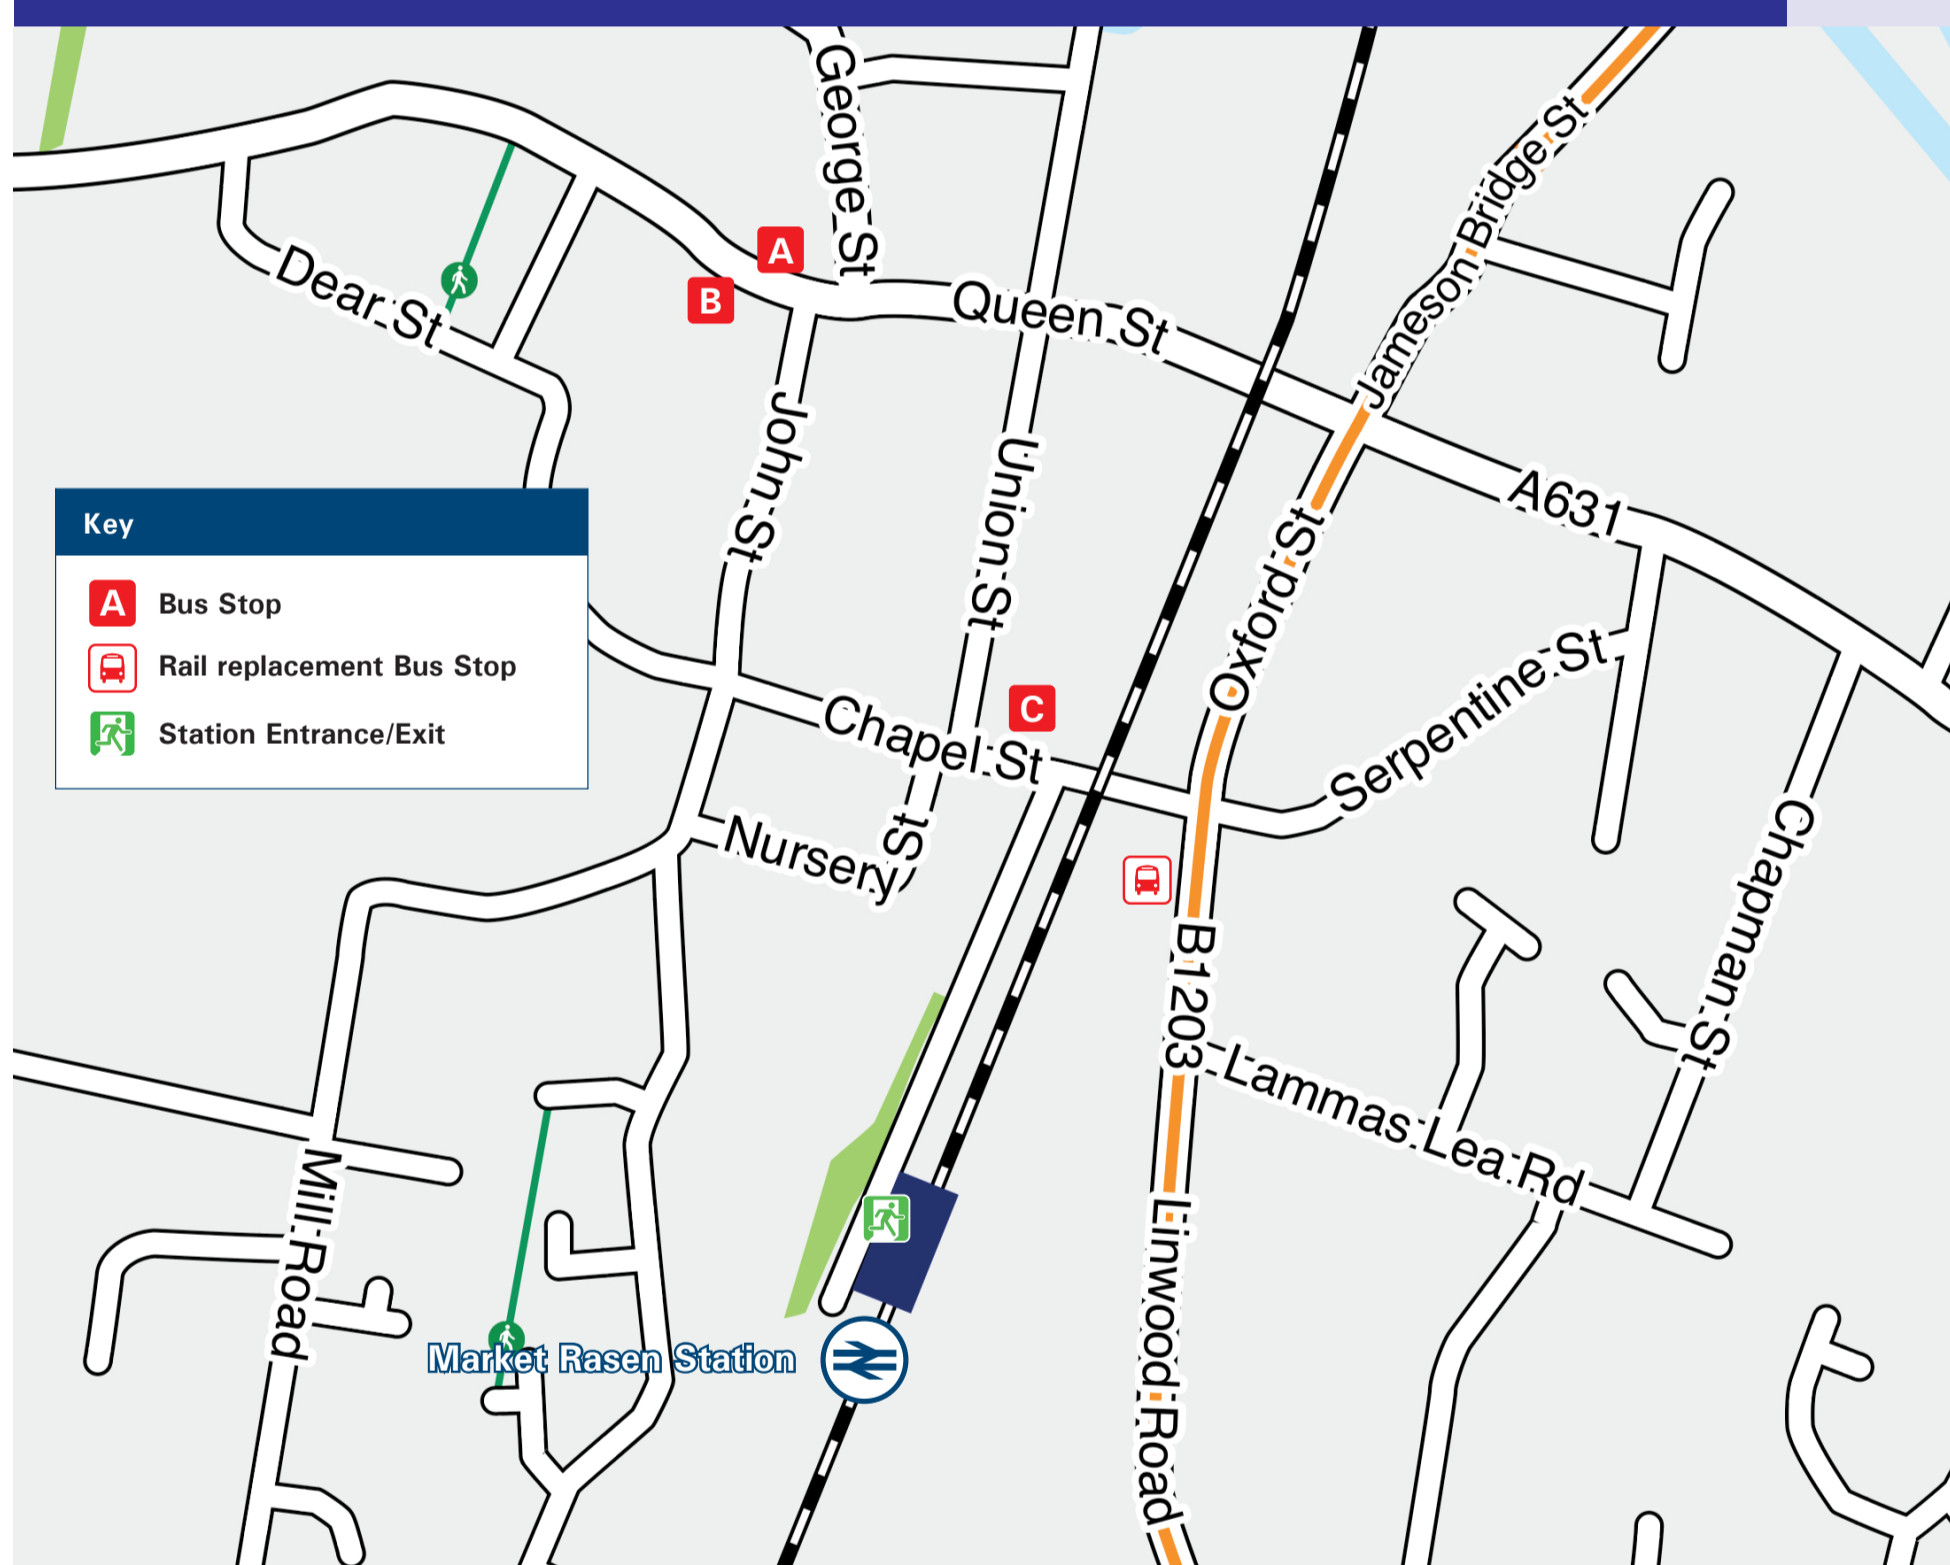 George St
Jameson Bridge St
A
B
Queen St
Dear St
John St
Union St
A631
Oxford St
Key
A Bus Stop
Rail replacement Bus Stop
Station Entrance/Exit
C
Chapel St
Serpentine St
Nursery St
Chapman St
B1203
Lammas Lea Rd
Mill Road
Linwood Road
Market Rasen Station